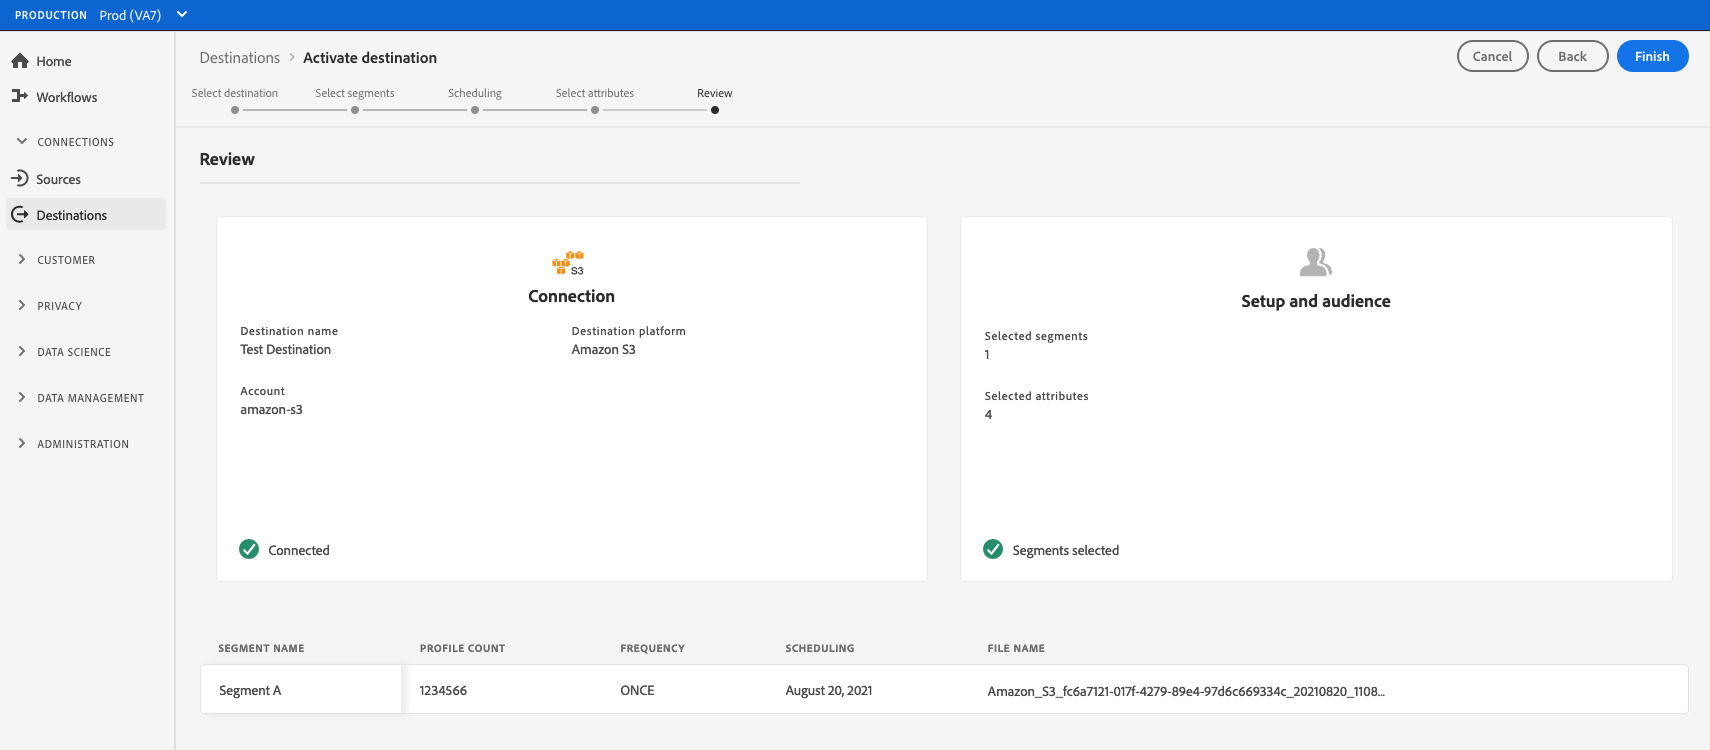 PRODUCTION Prod (VA7)
Home
Workflows
CONNECTIONS
Sources
Destinations
CUSTOMER
PRIVACY
DATA SCIENCE
DATA MANAGEMENT
ADMINISTRATION
Destinations > Activate destination
Cancel Back Finish
Select destination Select segments Scheduling Select attributes Review
Review
S3
Connection
Destination name Destination platform
Test Destination Amazon S3
Account
amazon-s3
Connected
Setup and audience
Selected segments
1
Selected attributes
4
Segments selected
SEGMENT NAME PROFILE COUNT FREQUENCY SCHEDULING FILE NAME
Segment A 1234566 ONCE August 20, 2021 Amazon_S3_fc6a7121-017f-4279-89e4-97d6c669334c_20210820_1108...